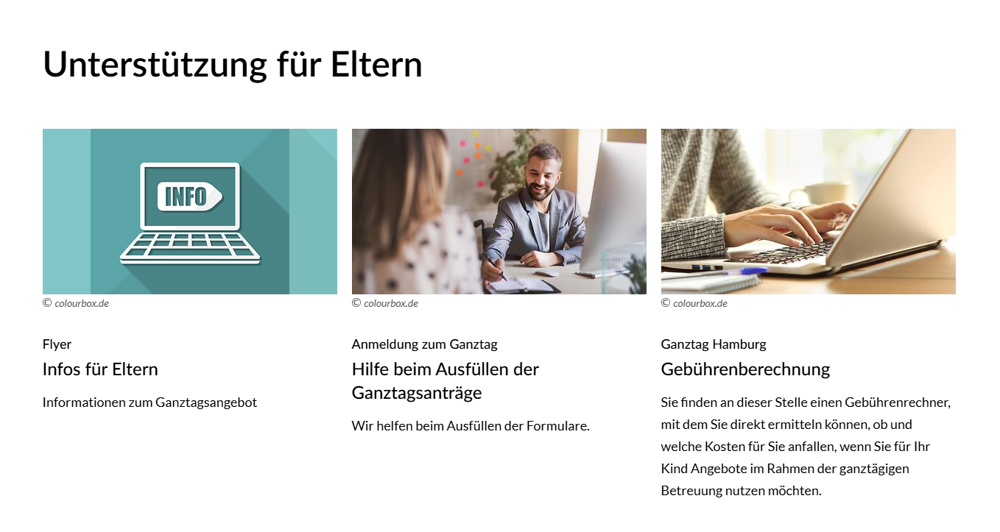 Unterstützung für Eltern
INFO
© colourbox.de
Flyer
Infos für Eltern
Informationen zum Ganztagsangebot
© colourbox.de
Anmeldung zum Ganztag
Hilfe beim Ausfüllen der
Ganztagsanträge
Wir helfen beim Ausfüllen der Formulare.
© colourbox.de
Ganztag Hamburg
Gebührenberechnung
Sie finden an dieser Stelle einen Gebührenrechner,
mit dem Sie direkt ermitteln können, ob und
welche Kosten für Sie anfallen, wenn Sie für Ihr
Kind Angebote im Rahmen der ganztägigen
Betreuung nutzen möchten.